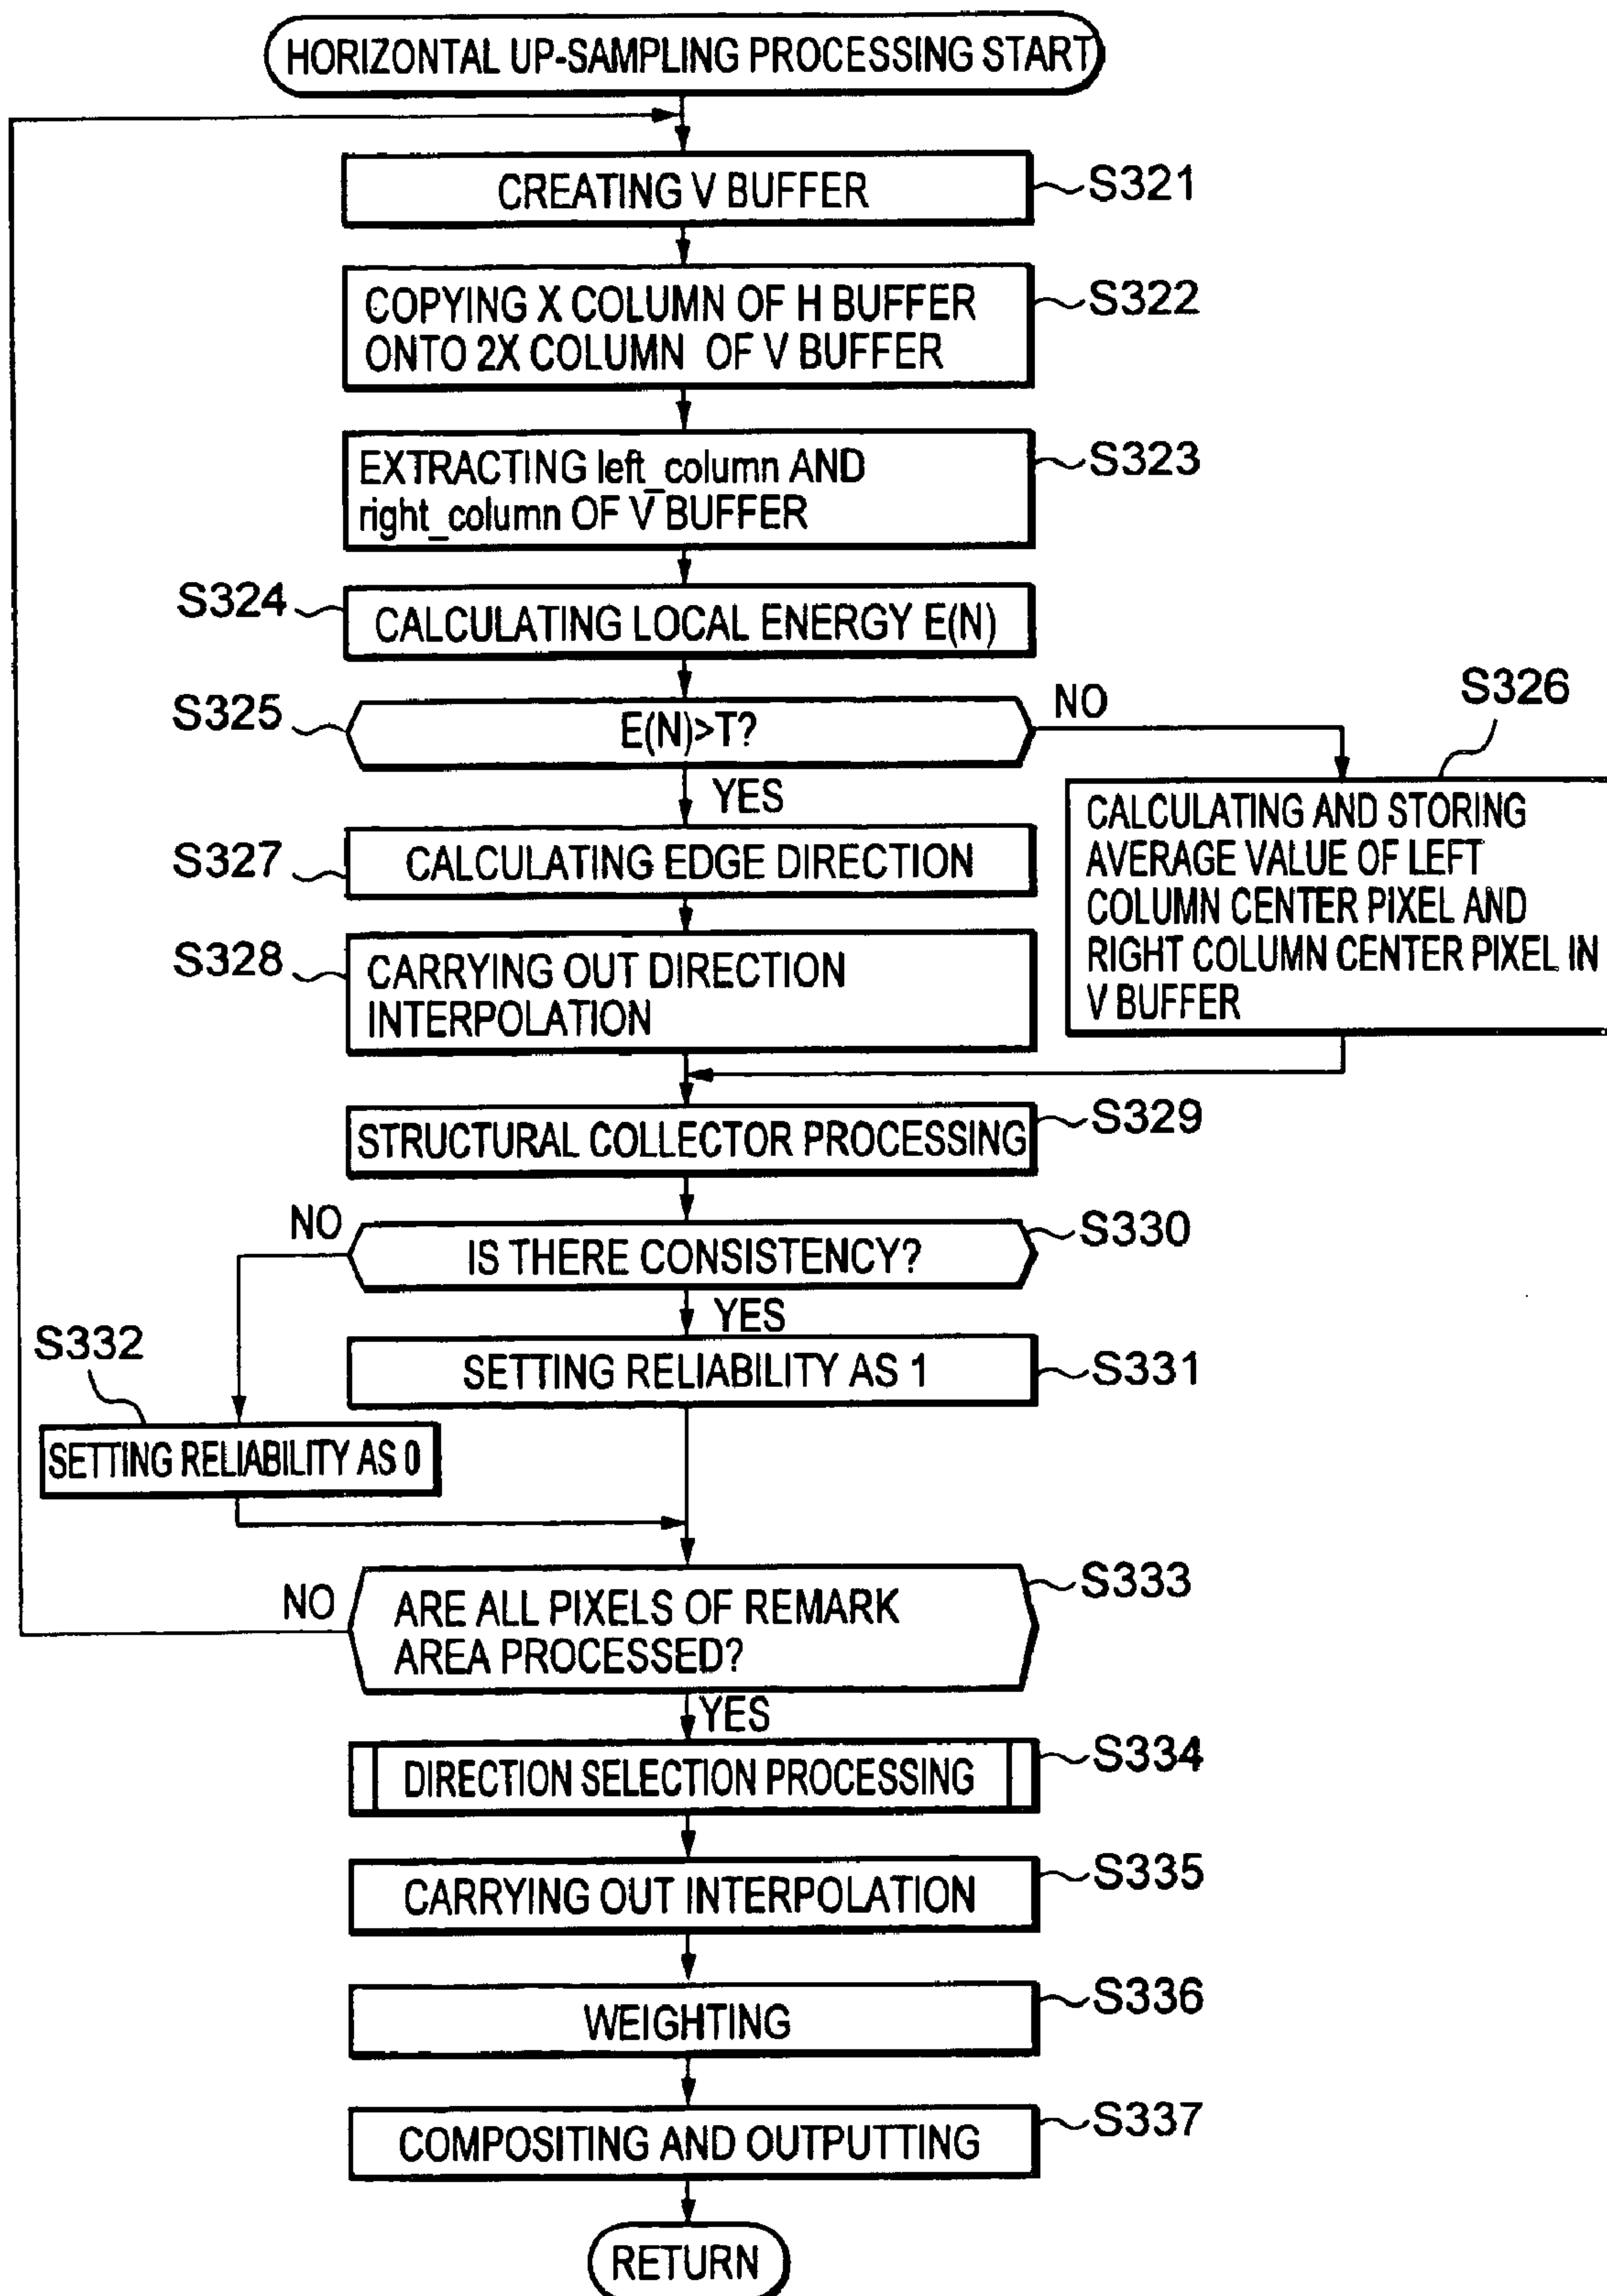 HORIZONTAL UP-SAMPLING PROCESSING START
CREATING V BUFFER
S321
COPYING X COLUMN OF H BUFFER
ONTO 2X COLUMN OF V BUFFER
S322
EXTRACTING left_column AND
right_column OF V BUFFER
S323
S324
CALCULATING LOCAL ENERGY E(N)
S325
E(N)>T?
NO
S326
YES
CALCULATING AND STORING
AVERAGE VALUE OF LEFT
COLUMN CENTER PIXEL AND
RIGHT COLUMN CENTER PIXEL IN
V BUFFER
S327
CALCULATING EDGE DIRECTION
S328
CARRYING OUT DIRECTION
INTERPOLATION
STRUCTURAL COLLECTOR PROCESSING
S329
NO
IS THERE CONSISTENCY?
S330
YES
S332
SETTING RELIABILITY AS 1
S331
SETTING RELIABILITY AS 0
NO
ARE ALL PIXELS OF REMARK
AREA PROCESSED?
S333
YES
DIRECTION SELECTION PROCESSING
S334
CARRYING OUT INTERPOLATION
S335
WEIGHTING
S336
COMPOSITING AND OUTPUTTING
S337
RETURN